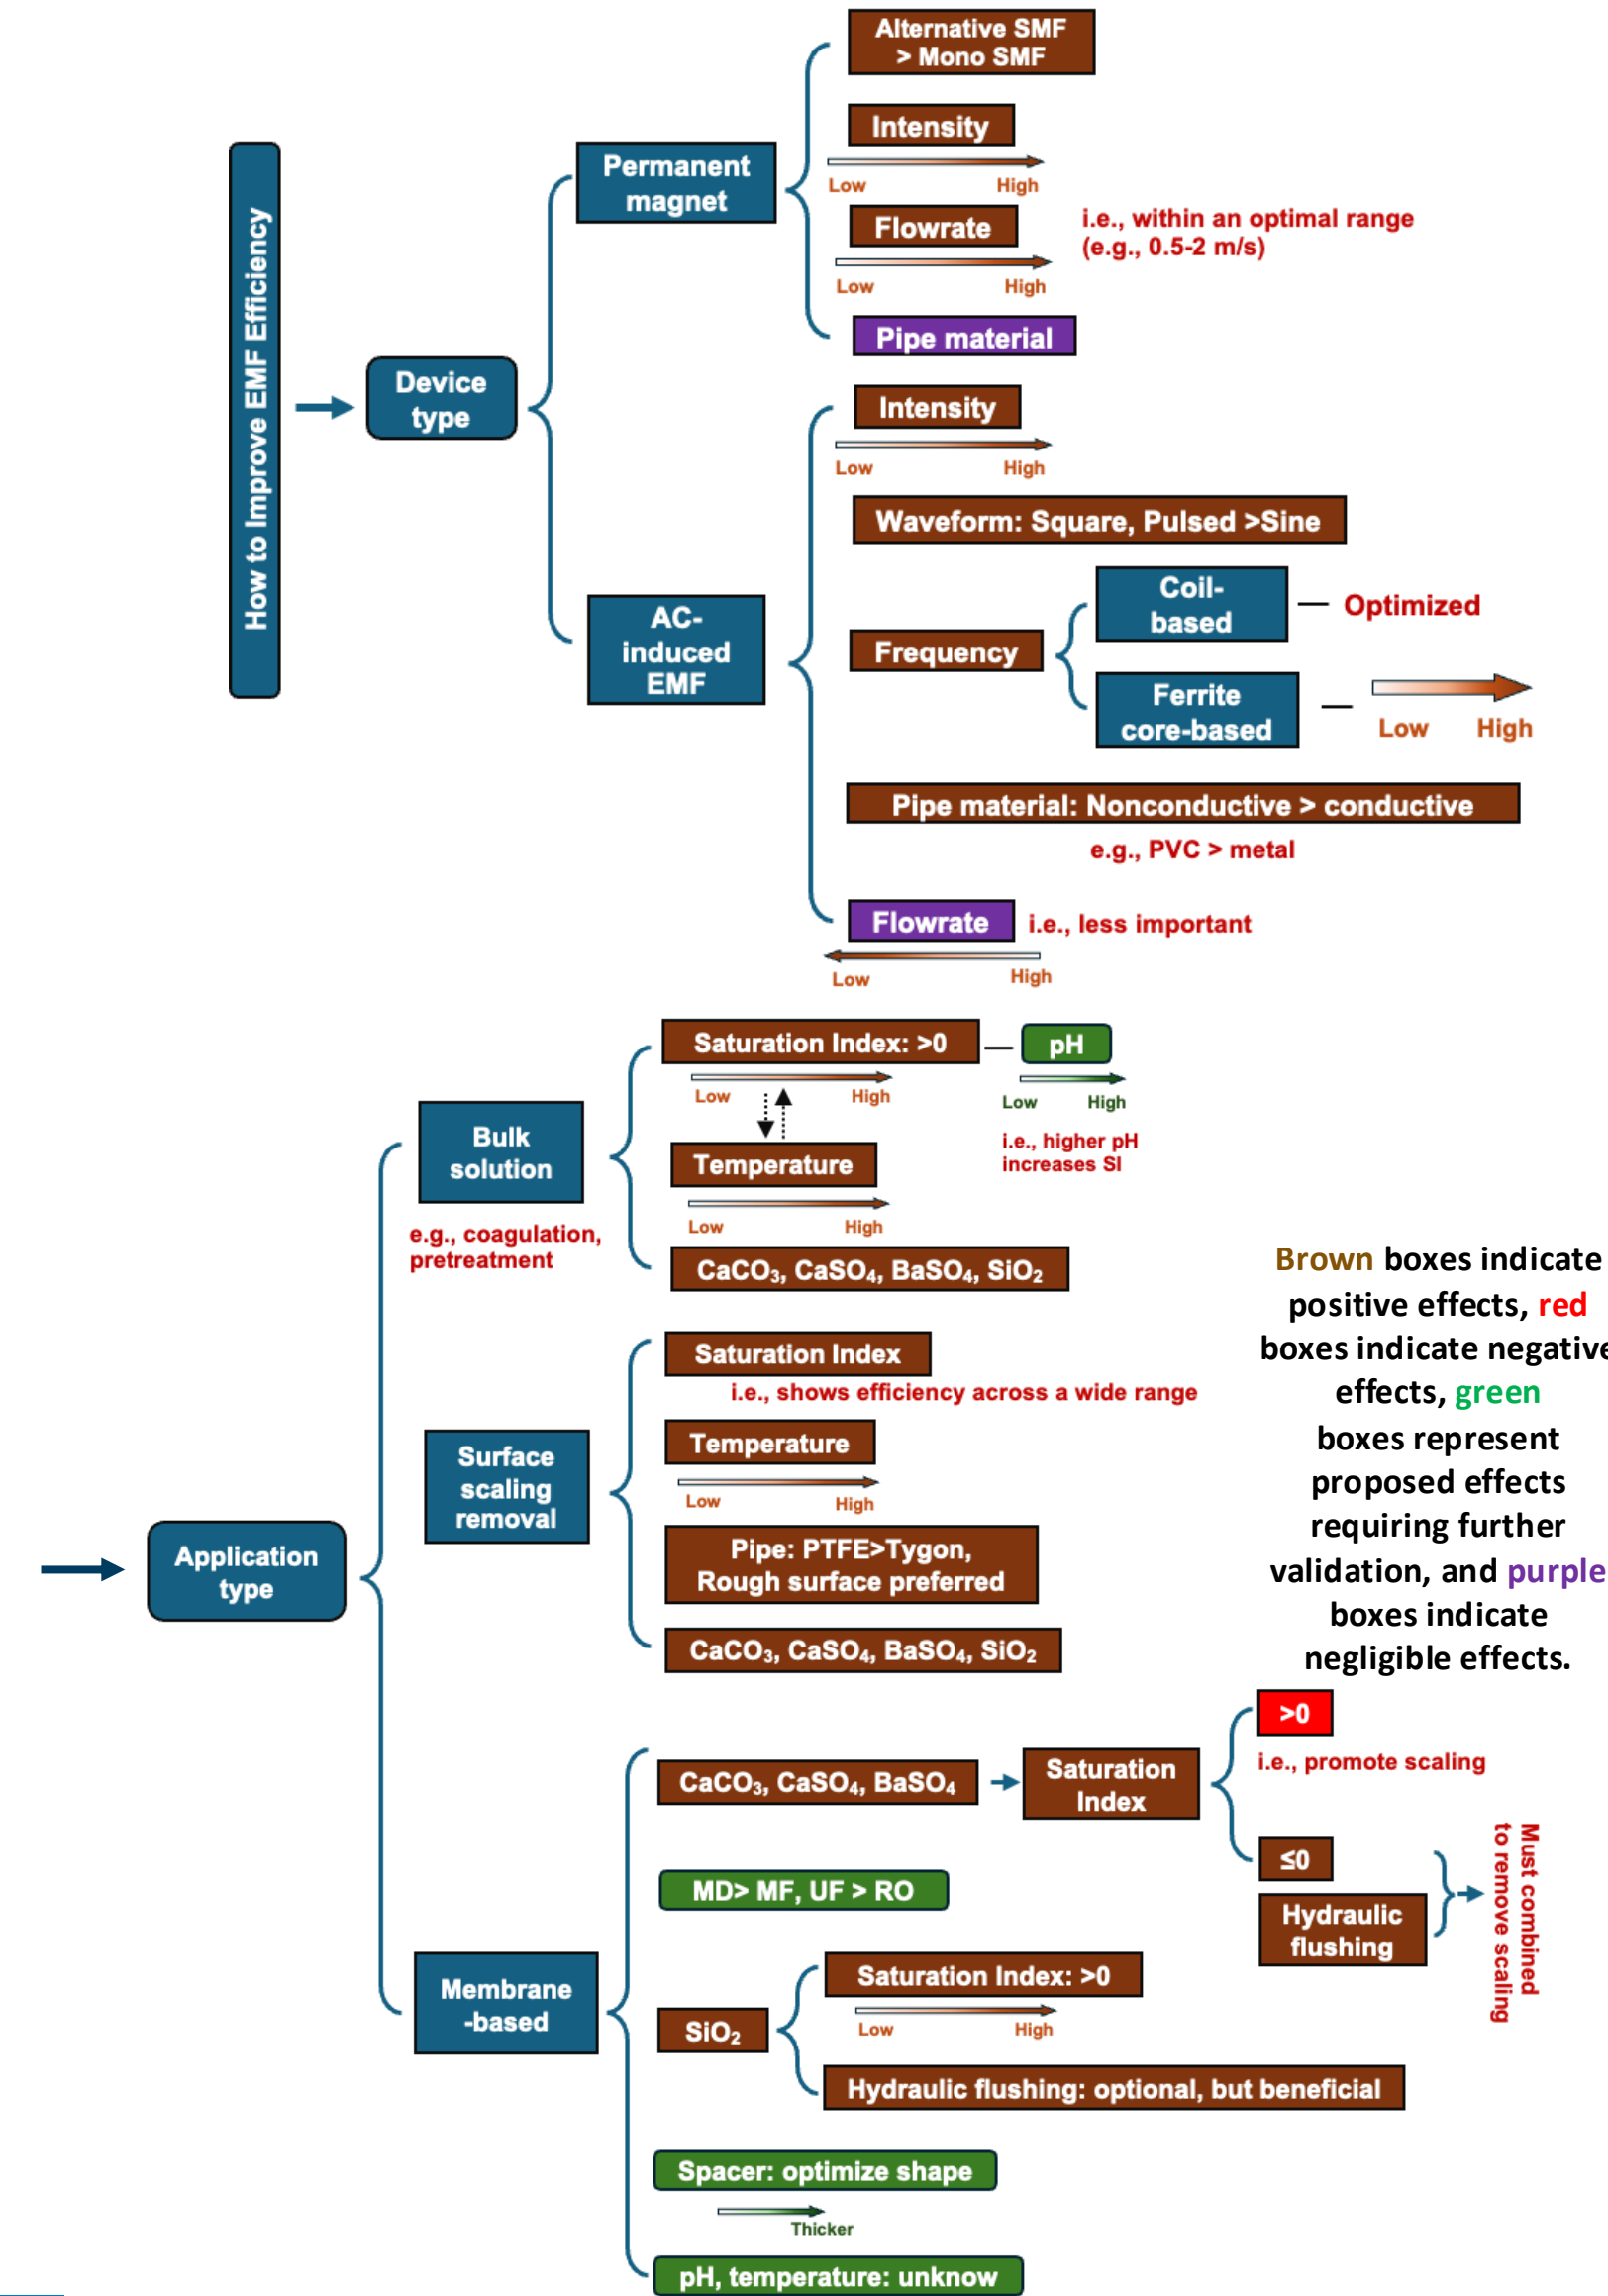 How to Improve EMF Efficiency
Device
type
Permanent
magnet
Alternative SMF
> Mono SMF
Intensity
Low High
Flowrate
Low High
i.e., within an optimal range
(e.g., 0.5-2 m/s)
Pipe material
AC-
induced
EMF
Intensity
Low High
Waveform: Square, Pulsed >Sine
Frequency
Coil-
based
Optimized
Ferrite
core-based
Low High
Pipe material: Nonconductive > conductive
e.g., PVC > metal
Flowrate
i.e., less important
Low High
Application
type
Bulk
solution
e.g., coagulation,
pretreatment
Saturation Index: >0
Low High
pH
Low High
i.e., higher pH
increases SI
Temperature
Low High
CaCO₃, CaSO₄, BaSO₄, SiO₂
Surface
scaling
removal
Saturation Index
i.e., shows efficiency across a wide range
Temperature
Low High
Pipe: PTFE>Tygon,
Rough surface preferred
CaCO₃, CaSO₄, BaSO₄, SiO₂
Brown boxes indicate
positive effects, red
boxes indicate negative
effects, green
boxes represent
proposed effects
requiring further
validation, and purple
boxes indicate
negligible effects.
Membrane
-based
CaCO₃, CaSO₄, BaSO₄
Saturation
Index
>0
i.e., promote scaling
≤0
Hydraulic
flushing
Must combined
to remove scaling
MD> MF, UF > RO
SiO₂
Saturation Index: >0
Low High
Hydraulic flushing: optional, but beneficial
Spacer: optimize shape
Thicker
pH, temperature: unknow